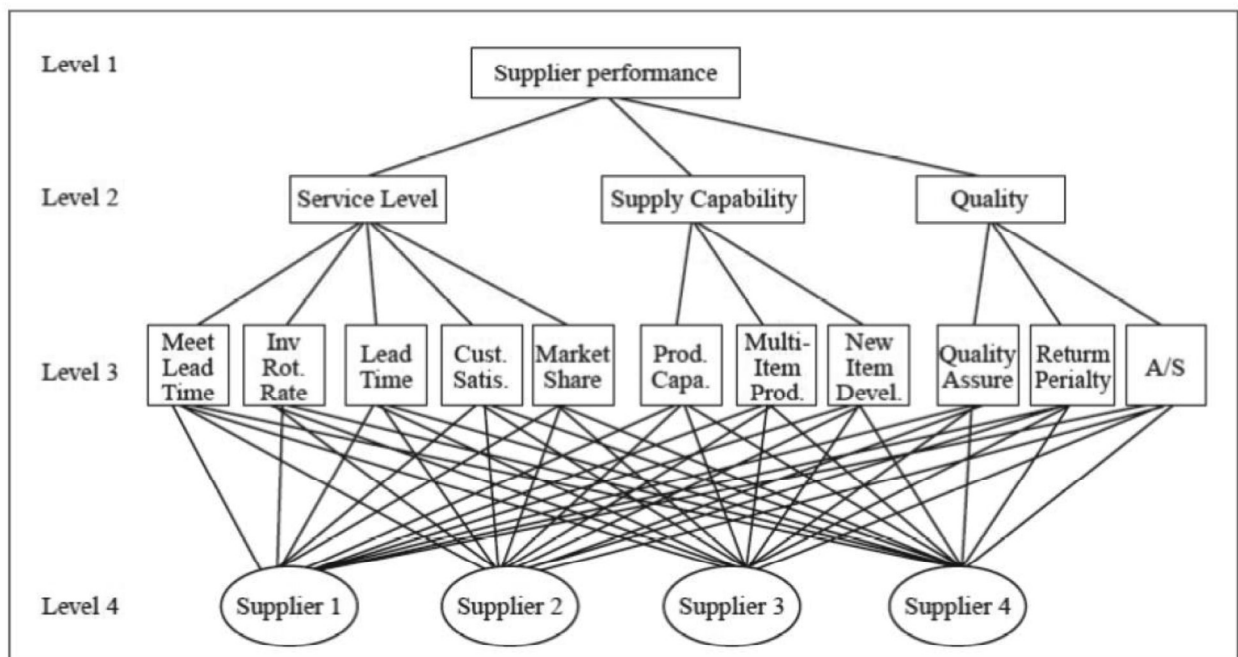 Level 1
Supplier performance
Level 2
Service Level
Supply Capability
Quality
Level 3
Meet
Lead
Time
Inv
Rot.
Rate
Lead
Time
Cust.
Satis.
Market
Share
Prod.
Capa.
Multi-
Item
Prod.
New
Item
Devel.
Quality
Assure
Returm
Perialty
A/S
Level 4
Supplier 1
Supplier 2
Supplier 3
Supplier 4